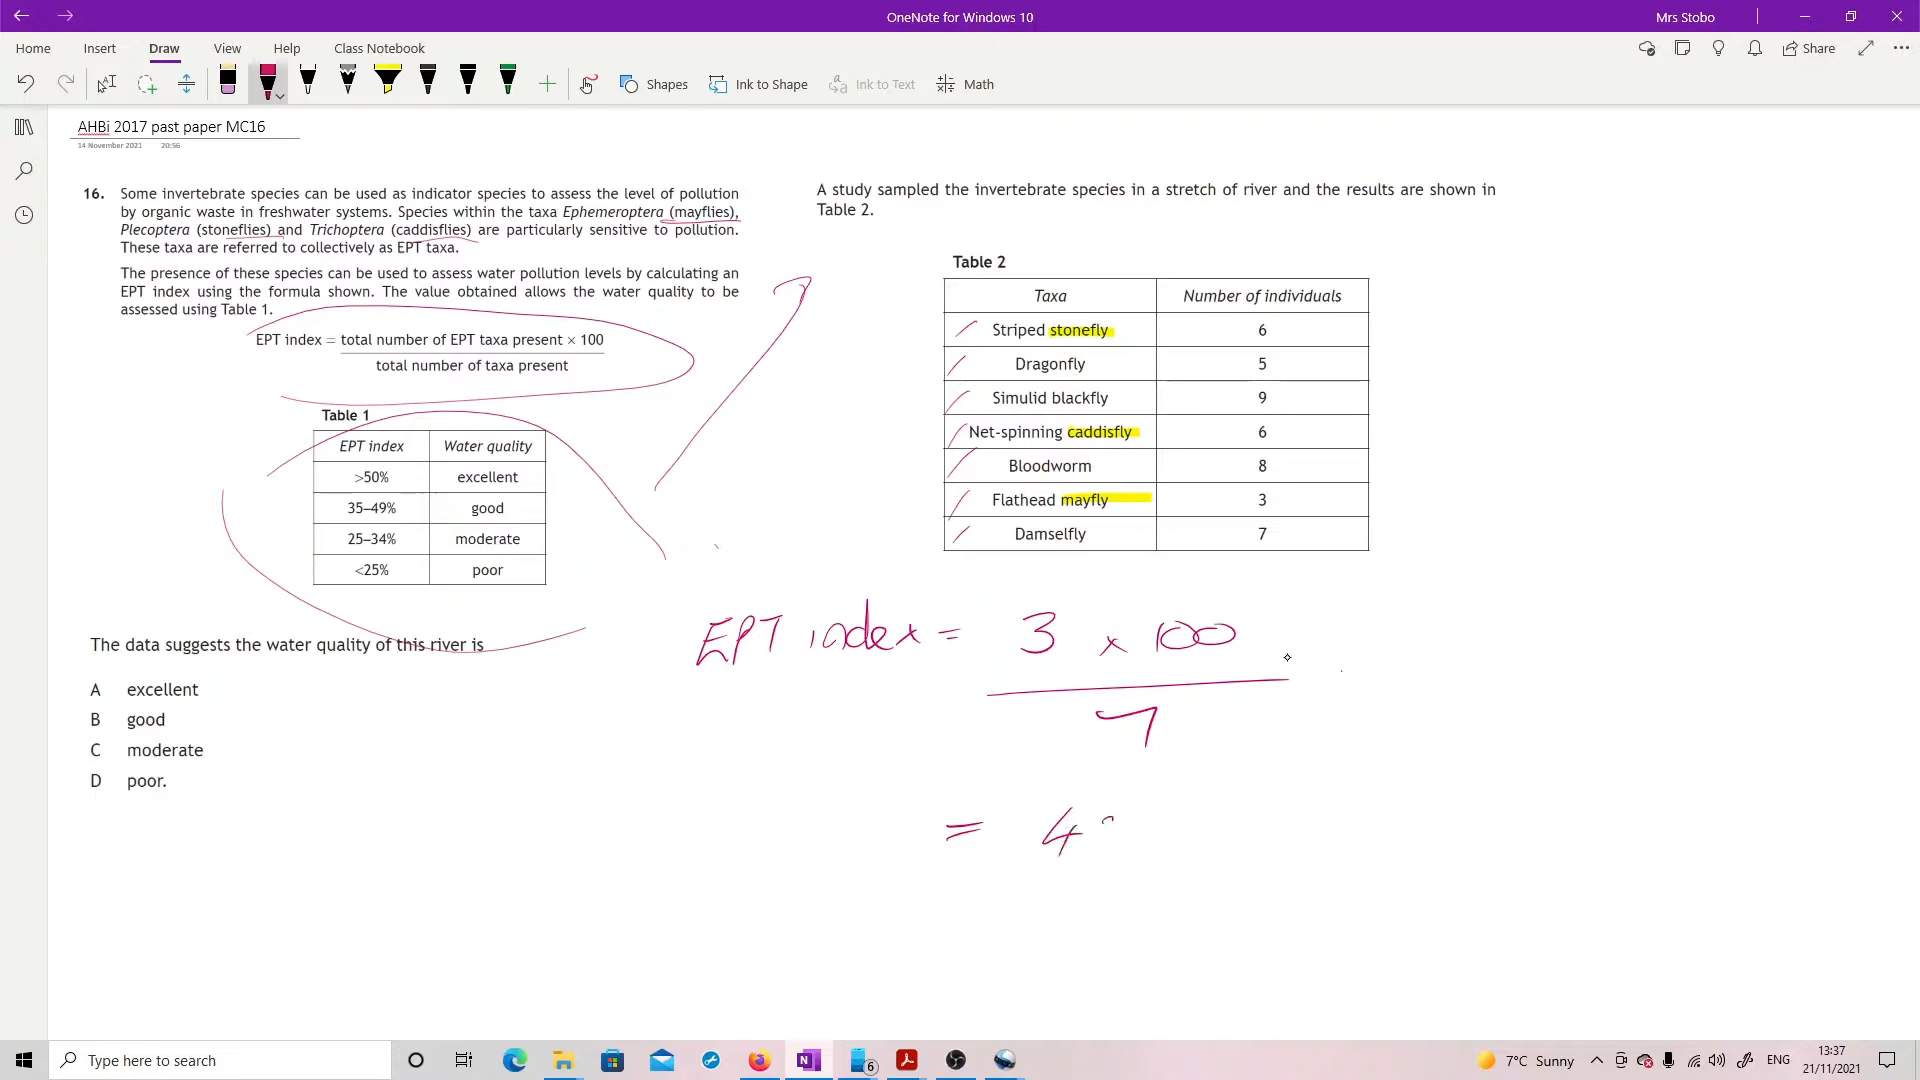 OneNote for Windows 10
Mrs Stobo
Home Insert Draw View Help Class Notebook
Share
Shapes Ink to Shape Ink to Text Math
AHBi 2017 past paper MC16
14 November 2021 20:56
16. Some invertebrate species can be used as indicator species to assess the level of pollution
by organic waste in freshwater systems. Species within the taxa Ephemeroptera (mayflies),
Plecoptera (stoneflies) and Trichoptera (caddisflies) are particularly sensitive to pollution.
These taxa are referred to collectively as EPT taxa.
The presence of these species can be used to assess water pollution levels by calculating an
EPT index using the formula shown. The value obtained allows the water quality to be
assessed using Table 1.
EPT index = total number of EPT taxa present × 100
total number of taxa present
Table 1
EPT index Water quality
>50% excellent
35–49% good
25–34% moderate
<25% poor
The data suggests the water quality of this river is
A excellent
B good
C moderate
D poor.
A study sampled the invertebrate species in a stretch of river and the results are shown in
Table 2.
Table 2
Taxa Number of individuals
Striped stonefly 6
Dragonfly 5
Simulid blackfly 9
Net-spinning caddisfly 6
Bloodworm 8
Flathead mayfly 3
Damselfly 7
EPT index = 3 × 100
7
= 4
Type here to search
6
7°C Sunny
ENG
13:37
21/11/2021